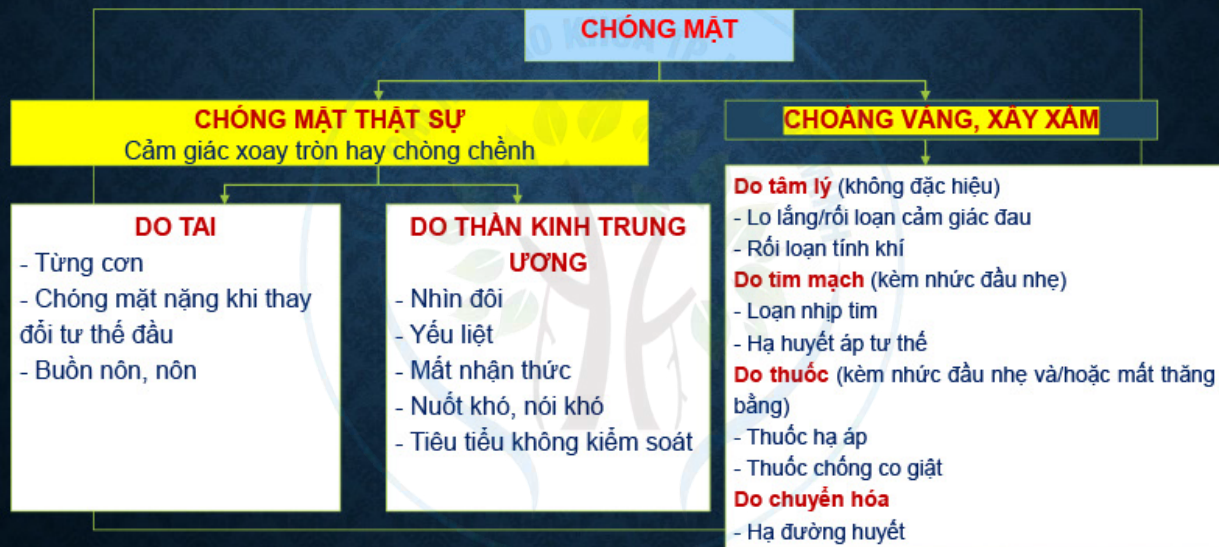 CHÓNG MẶT
CHÓNG MẶT THẬT SỰ
Cảm giác xoay tròn hay chòng chềnh
DO TAI
- Từng cơn
- Chóng mặt nặng khi thay
đổi tư thế đầu
- Buồn nôn, nôn
DO THẦN KINH TRUNG
ƯƠNG
- Nhìn đôi
- Yếu liệt
- Mất nhận thức
- Nuốt khó, nói khó
- Tiêu tiểu không kiểm soát
CHOÁNG VÁNG, XÂY XẨM
Do tâm lý (không đặc hiệu)
- Lo lắng/rối loạn cảm giác đau
- Rối loạn tính khí
Do tim mạch (kèm nhức đầu nhẹ)
- Loạn nhịp tim
- Hạ huyết áp tư thế
Do thuốc (kèm nhức đầu nhẹ và/hoặc mất thăng
bằng)
- Thuốc hạ áp
- Thuốc chống co giật
Do chuyển hóa
- Hạ đường huyết